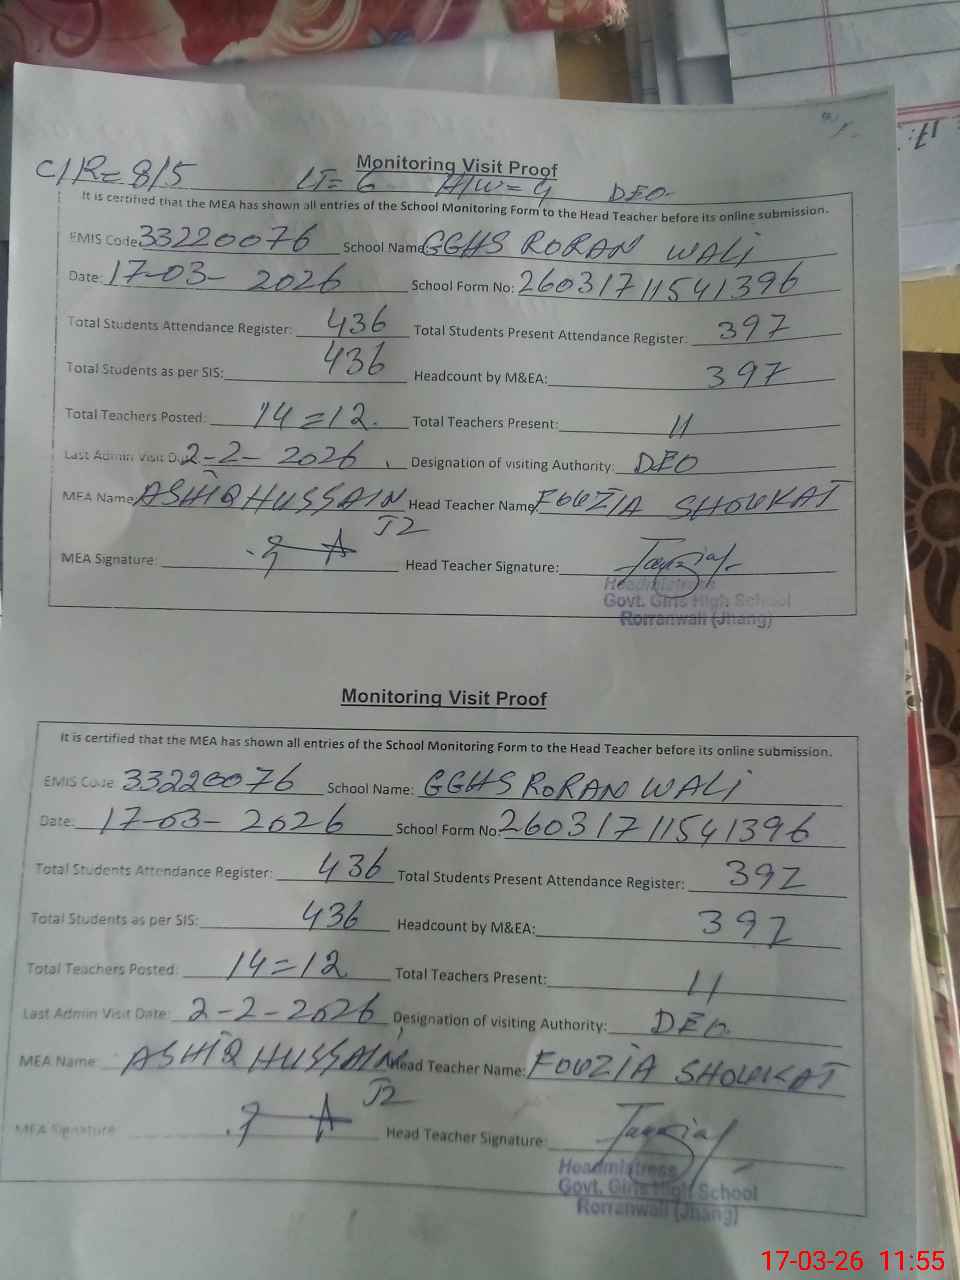 Monitoring Visit Proof
C/R= 8/5 LT= 6 A/W= 4 DEO
It is certified that the MEA has shown all entries of the School Monitoring Form to the Head Teacher before its online submission.
EMIS Code 33220076 School Name GGHS RORAN WALI
Date: 17-03-2026 School Form No: 26031711541396
Total Students Attendance Register: 436 Total Students Present Attendance Register: 397
Total Students as per SIS: 436 Headcount by M&EA: 397
Total Teachers Posted: 14=12. Total Teachers Present: 11
Last Admin Visit D 2-2-2026 Designation of visiting Authority: DEO
MEA Name: ASHIQ HUSSAIN Head Teacher Name FOUZIA SHOUKAT
J2
MEA Signature: Head Teacher Signature:
Headmistress
Govt. Girls High School
Rorranwali (Jhang)
Monitoring Visit Proof
It is certified that the MEA has shown all entries of the School Monitoring Form to the Head Teacher before its online submission.
EMIS Code 33220076 School Name: GGHS RORAN WALI
Date: 17-03-2026 School Form No: 26031711541396
Total Students Attendance Register: 436 Total Students Present Attendance Register: 397
Total Students as per SIS: 436 Headcount by M&EA: 397
Total Teachers Posted: 14=12 Total Teachers Present: 11
Last Admin Visit Date: 2-2-2026 Designation of visiting Authority: DEO
MEA Name: ASHIQ HUSSAIN Head Teacher Name: FOUZIA SHOUKAT
J2
MEA Signature Head Teacher Signature:
Headmistress
Govt. Girls High School
Rorranwali (Jhang)
17-03-26 11:55